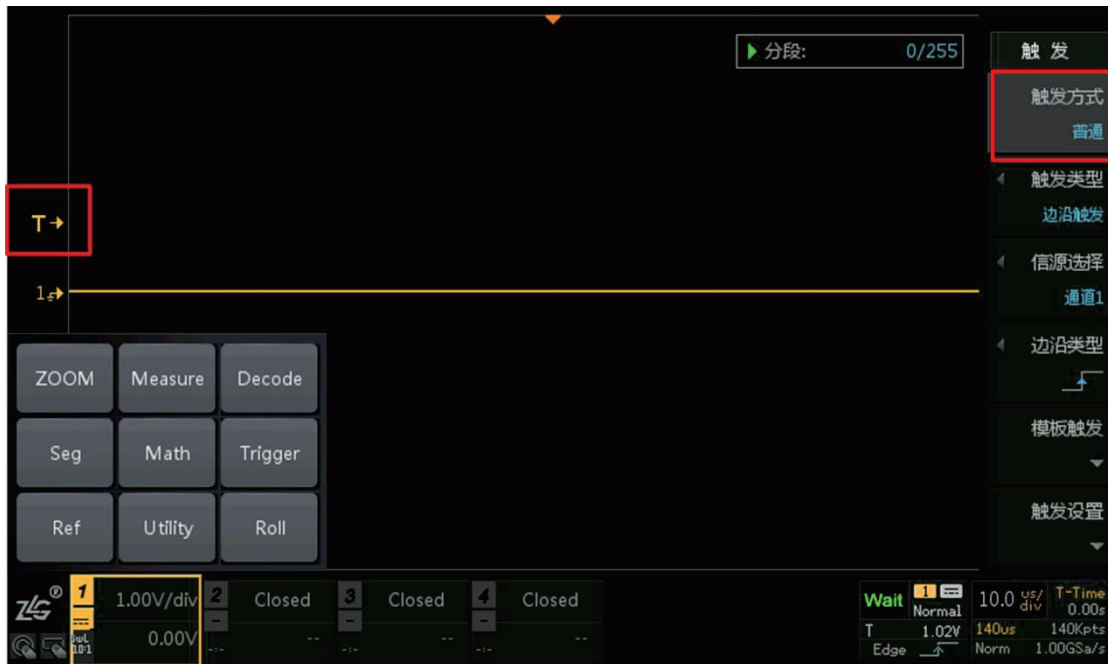 分段: 0/255
触 发
触发方式
普通
T
触发类型
边沿触发
1
信源选择
通道1
边沿类型
ZOOM Measure Decode
模板触发
Seg Math Trigger
触发设置
Ref Utility Roll
ZLG® 1 1.00V/div 2 Closed 3 Closed 4 Closed
Wait 1 Normal 10.0 us/div T-Time 0.00s
BwL 10:1 0.00V -:- -- -:- -- -:- --
T 1.02V 140us 140Kpts
Edge Norm 1.00GSa/s